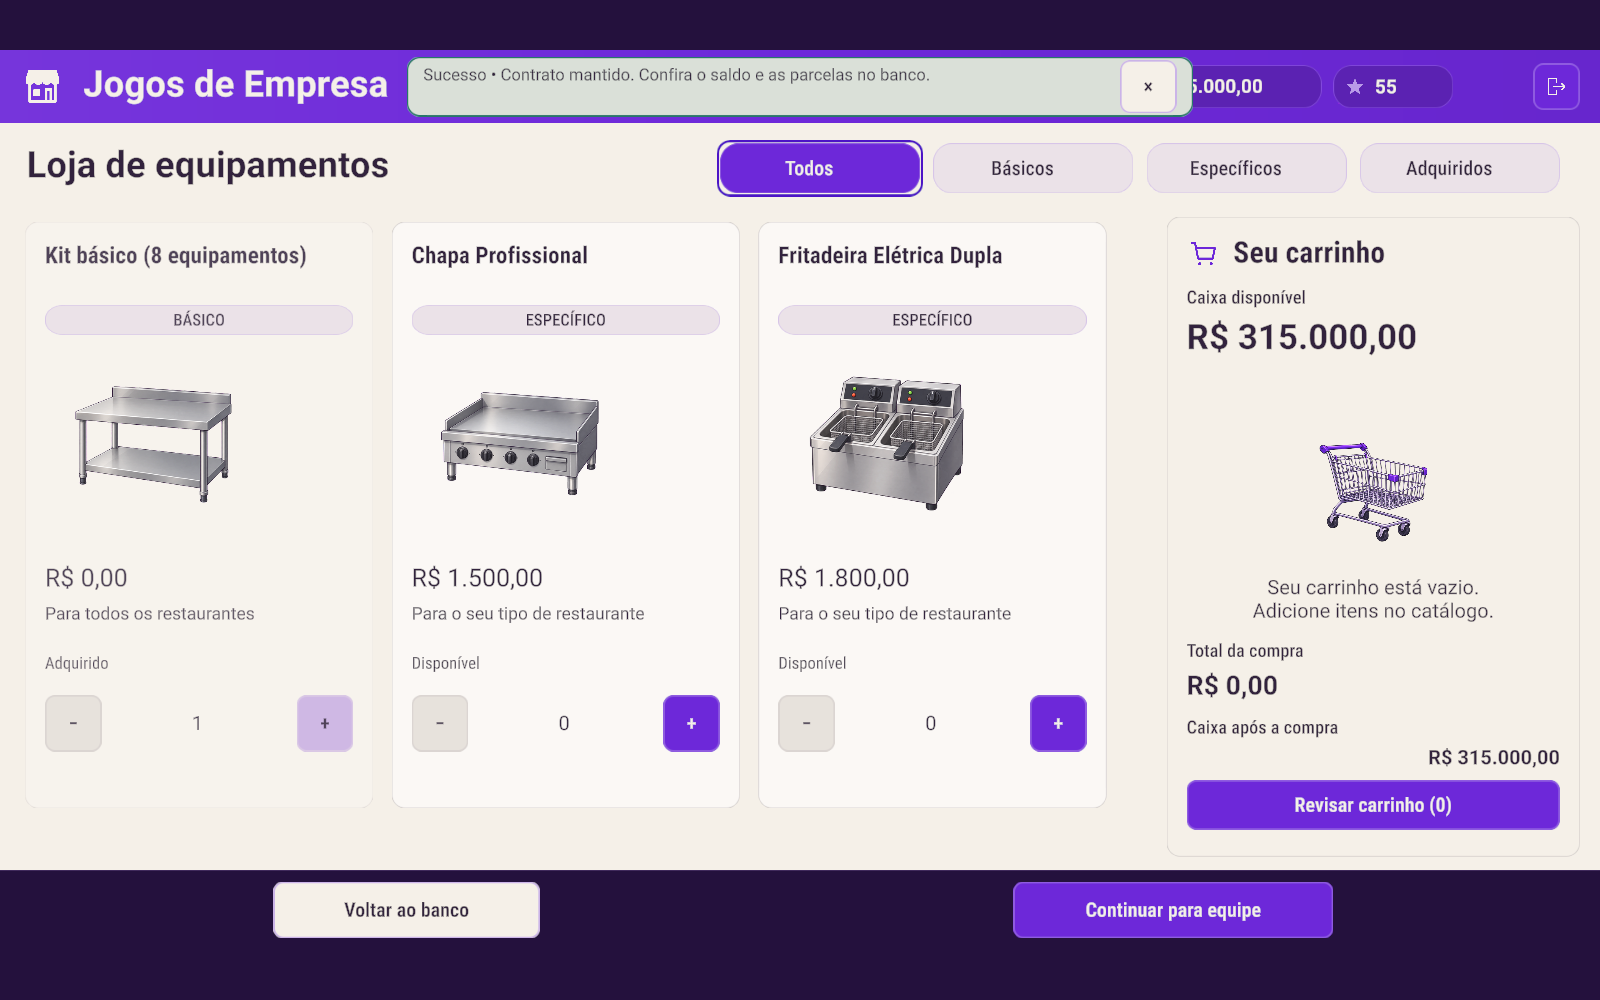 Jogos de Empresa
Sucesso • Contrato mantido. Confira o saldo e as parcelas no banco.
×
5.000,00
55
Loja de equipamentos
Todos
Básicos
Específicos
Adquiridos
Kit básico (8 equipamentos)
BÁSICO
R$ 0,00
Para todos os restaurantes
Adquirido
-
1
+
Chapa Profissional
ESPECÍFICO
R$ 1.500,00
Para o seu tipo de restaurante
Disponível
-
0
+
Fritadeira Elétrica Dupla
ESPECÍFICO
R$ 1.800,00
Para o seu tipo de restaurante
Disponível
-
0
+
Seu carrinho
Caixa disponível
R$ 315.000,00
Seu carrinho está vazio.
Adicione itens no catálogo.
Total da compra
R$ 0,00
Caixa após a compra
R$ 315.000,00
Revisar carrinho (0)
Voltar ao banco
Continuar para equipe